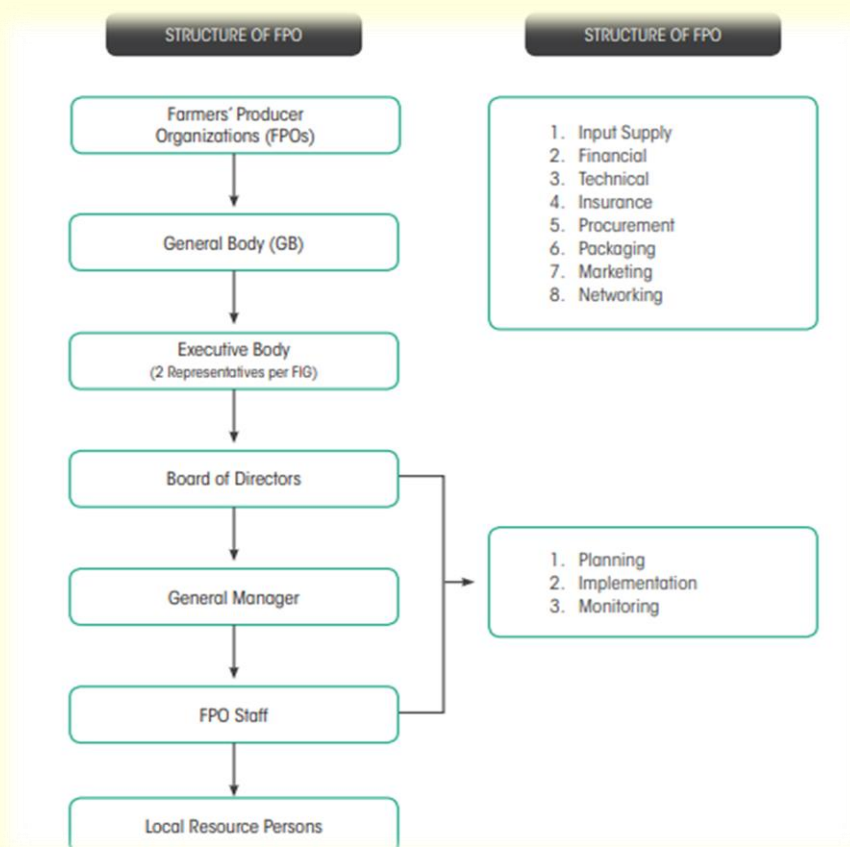 STRUCTURE OF FPO
Farmers’ Producer
Organizations (FPOs)
General Body (GB)
Executive Body
(2 Representatives per FIG)
Board of Directors
General Manager
FPO Staff
Local Resource Persons
STRUCTURE OF FPO
1. Input Supply
2. Financial
3. Technical
4. Insurance
5. Procurement
6. Packaging
7. Marketing
8. Networking
1. Planning
2. Implementation
3. Monitoring